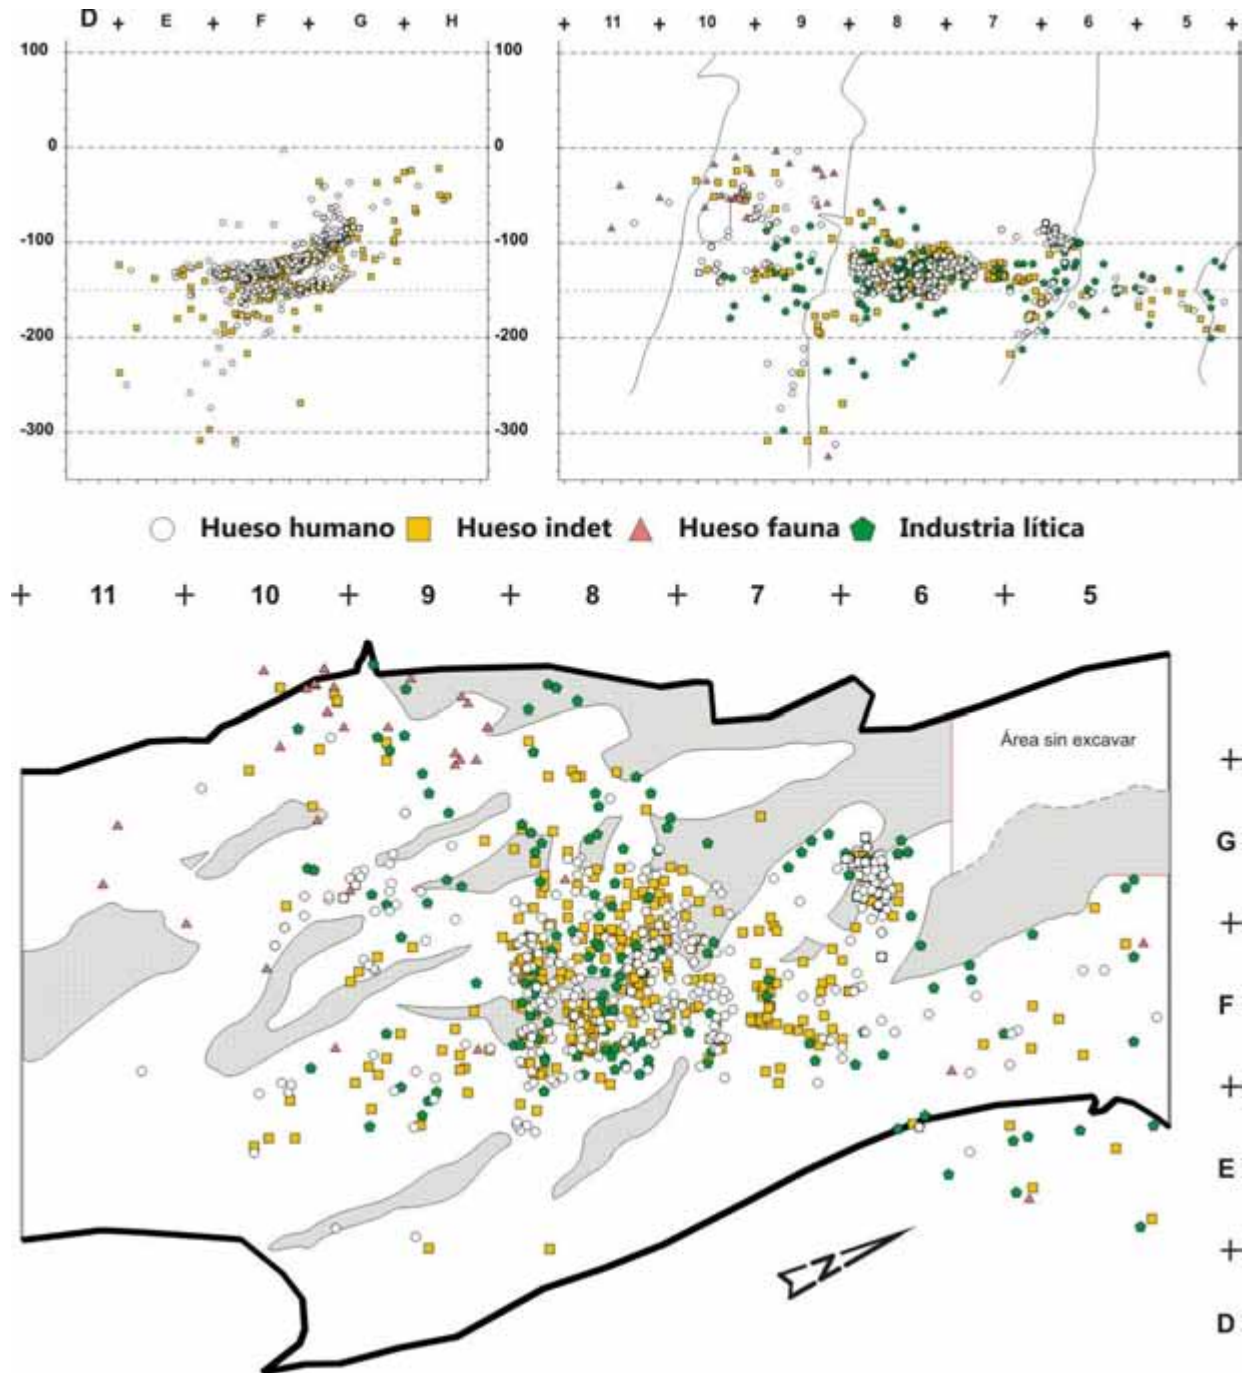 D + E + F + G + H
+ 11 + 10 + 9 + 8 + 7 + 6 + 5 +
100 100
0 0
-100 -100
-200 -200
-300 -300
Hueso humano Hueso indet Hueso fauna Industria lítica
+ 11 + 10 + 9 + 8 + 7 + 6 + 5
Área sin excavar
+
G
+
F
+
E
+
N
D